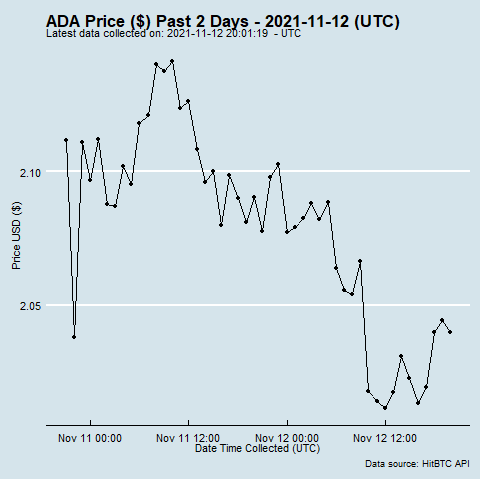 ADA Price ($) Past 2 Days - 2021-11-12 (UTC)
Latest data collected on: 2021-11-12 20:01:19 - UTC
Price USD ($)
2.10
2.05
Nov 11 00:00 Nov 11 12:00 Nov 12 00:00 Nov 12 12:00
Date Time Collected (UTC)
Data source: HitBTC API